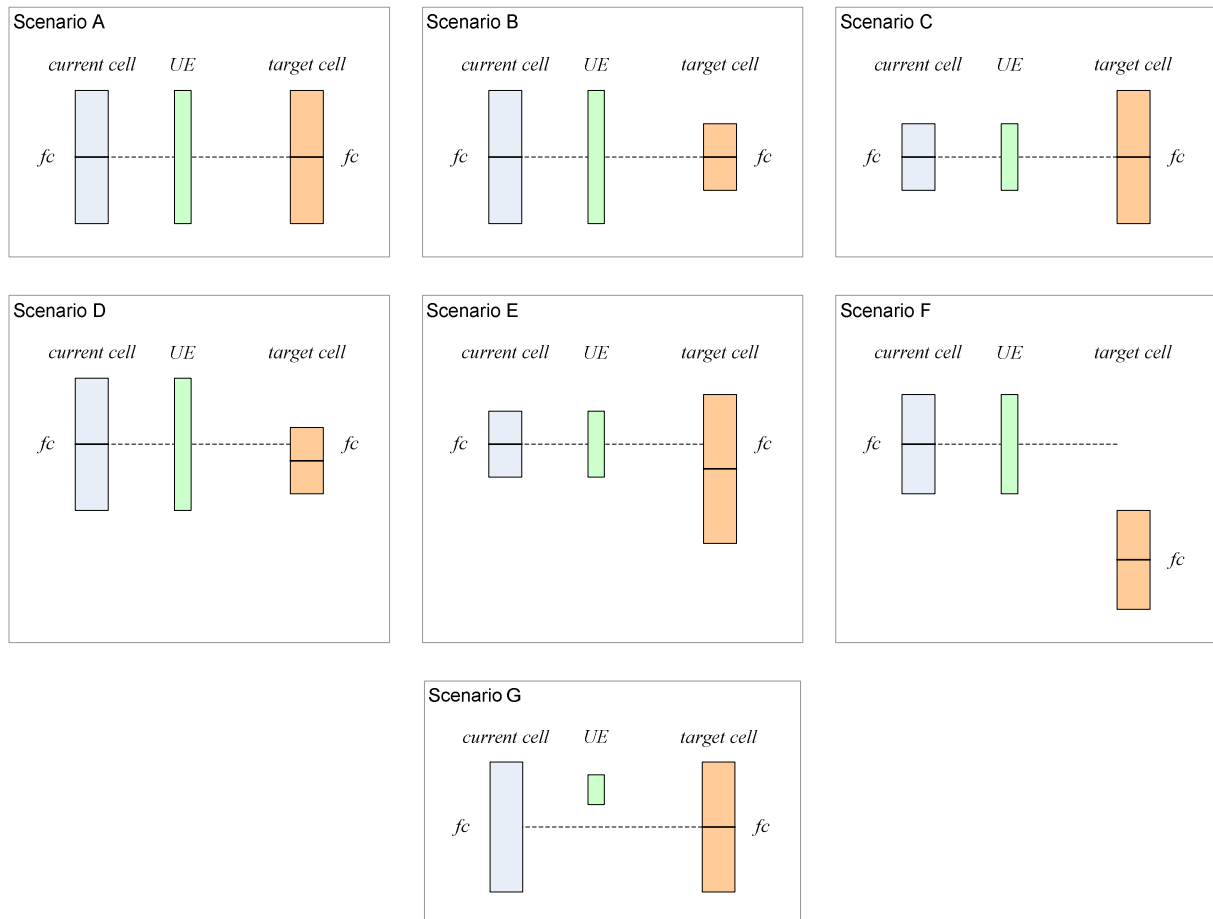 Scenario A
current cell UE target cell
fc fc
Scenario B
current cell UE target cell
fc fc
Scenario C
current cell UE target cell
fc fc
Scenario D
current cell UE target cell
fc fc
Scenario E
current cell UE target cell
fc fc
Scenario F
current cell UE target cell
fc
fc
Scenario G
current cell UE target cell
fc fc